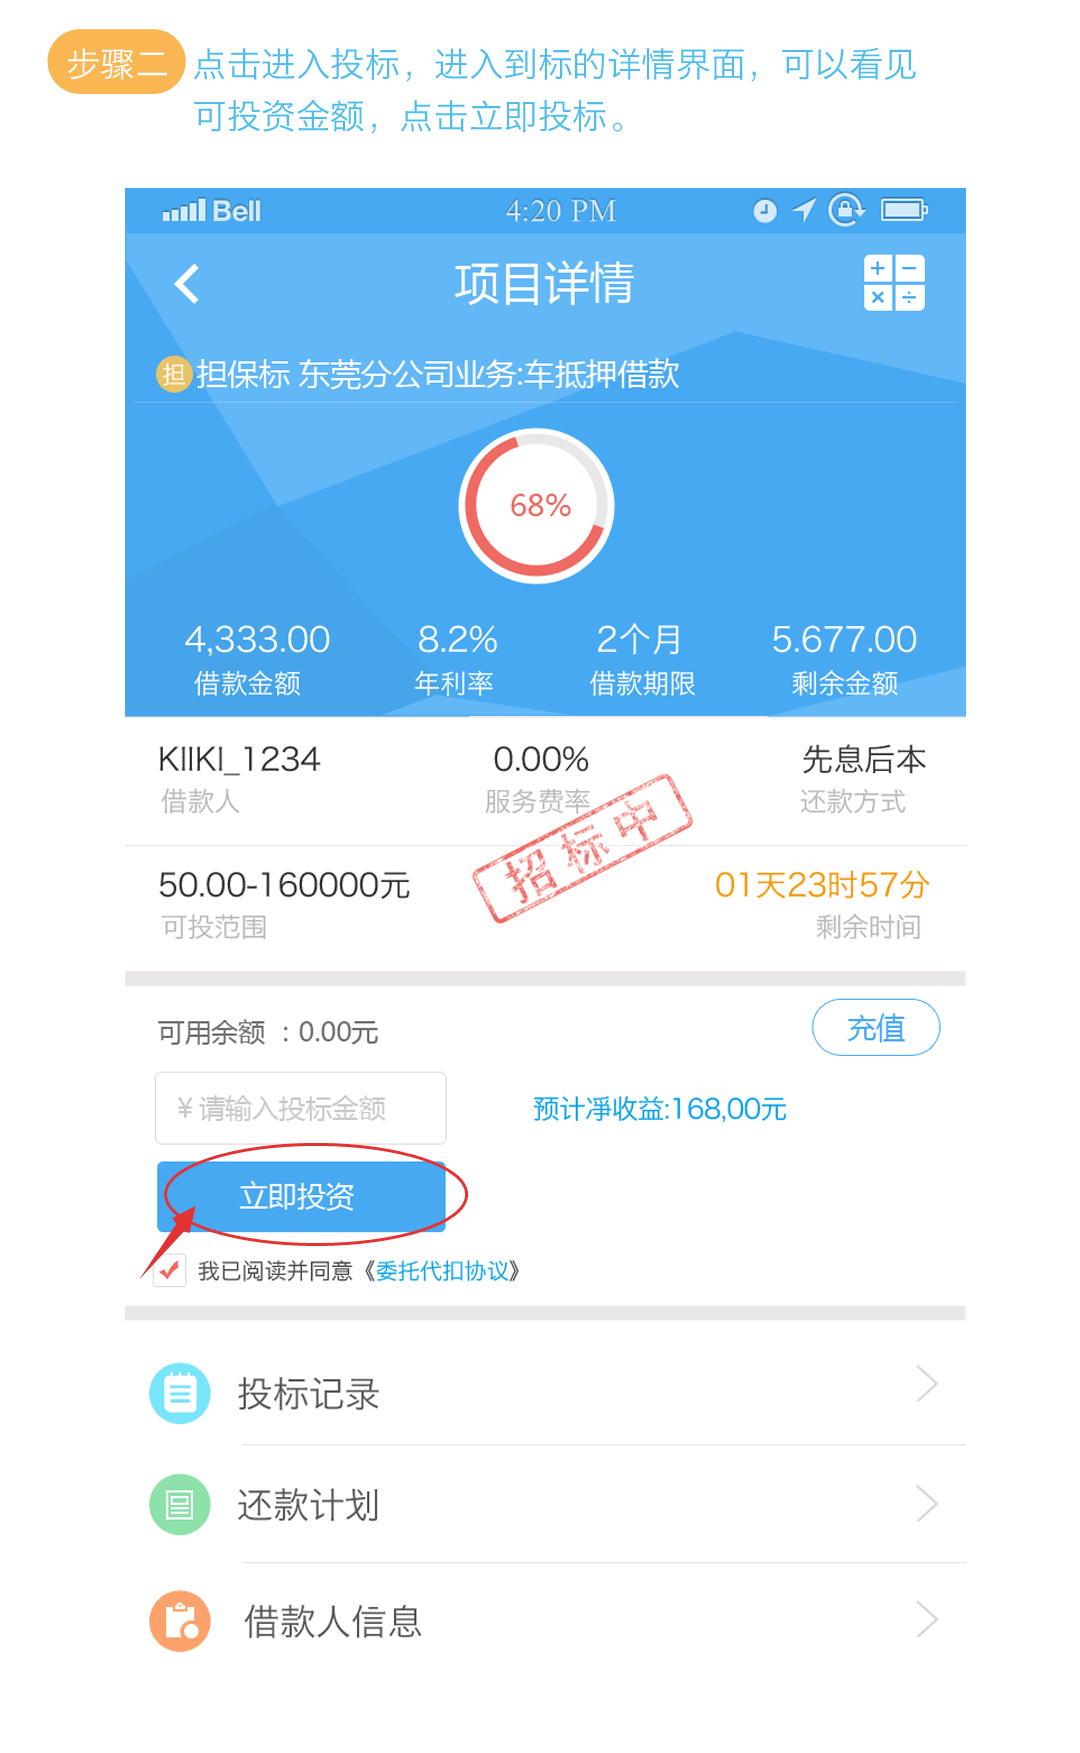 步骤二 点击进入投标，进入到标的详情界面，可以看见
可投资金额，点击立即投标。
Bell 4:20 PM
项目详情
担 担保标 东莞分公司业务:车抵押借款
68%
4,333.00 8.2% 2个月 5.677.00
借款金额 年利率 借款期限 剩余金额
KIIKI_1234 0.00% 先息后本
借款人 服务费率 还款方式
招标中
50.00-160000元 01天23时57分
可投范围 剩余时间
可用余额 ：0.00元 充值
¥ 请输入投标金额 预计净收益:168,00元
立即投资
我已阅读并同意《委托代扣协议》
投标记录
还款计划
借款人信息